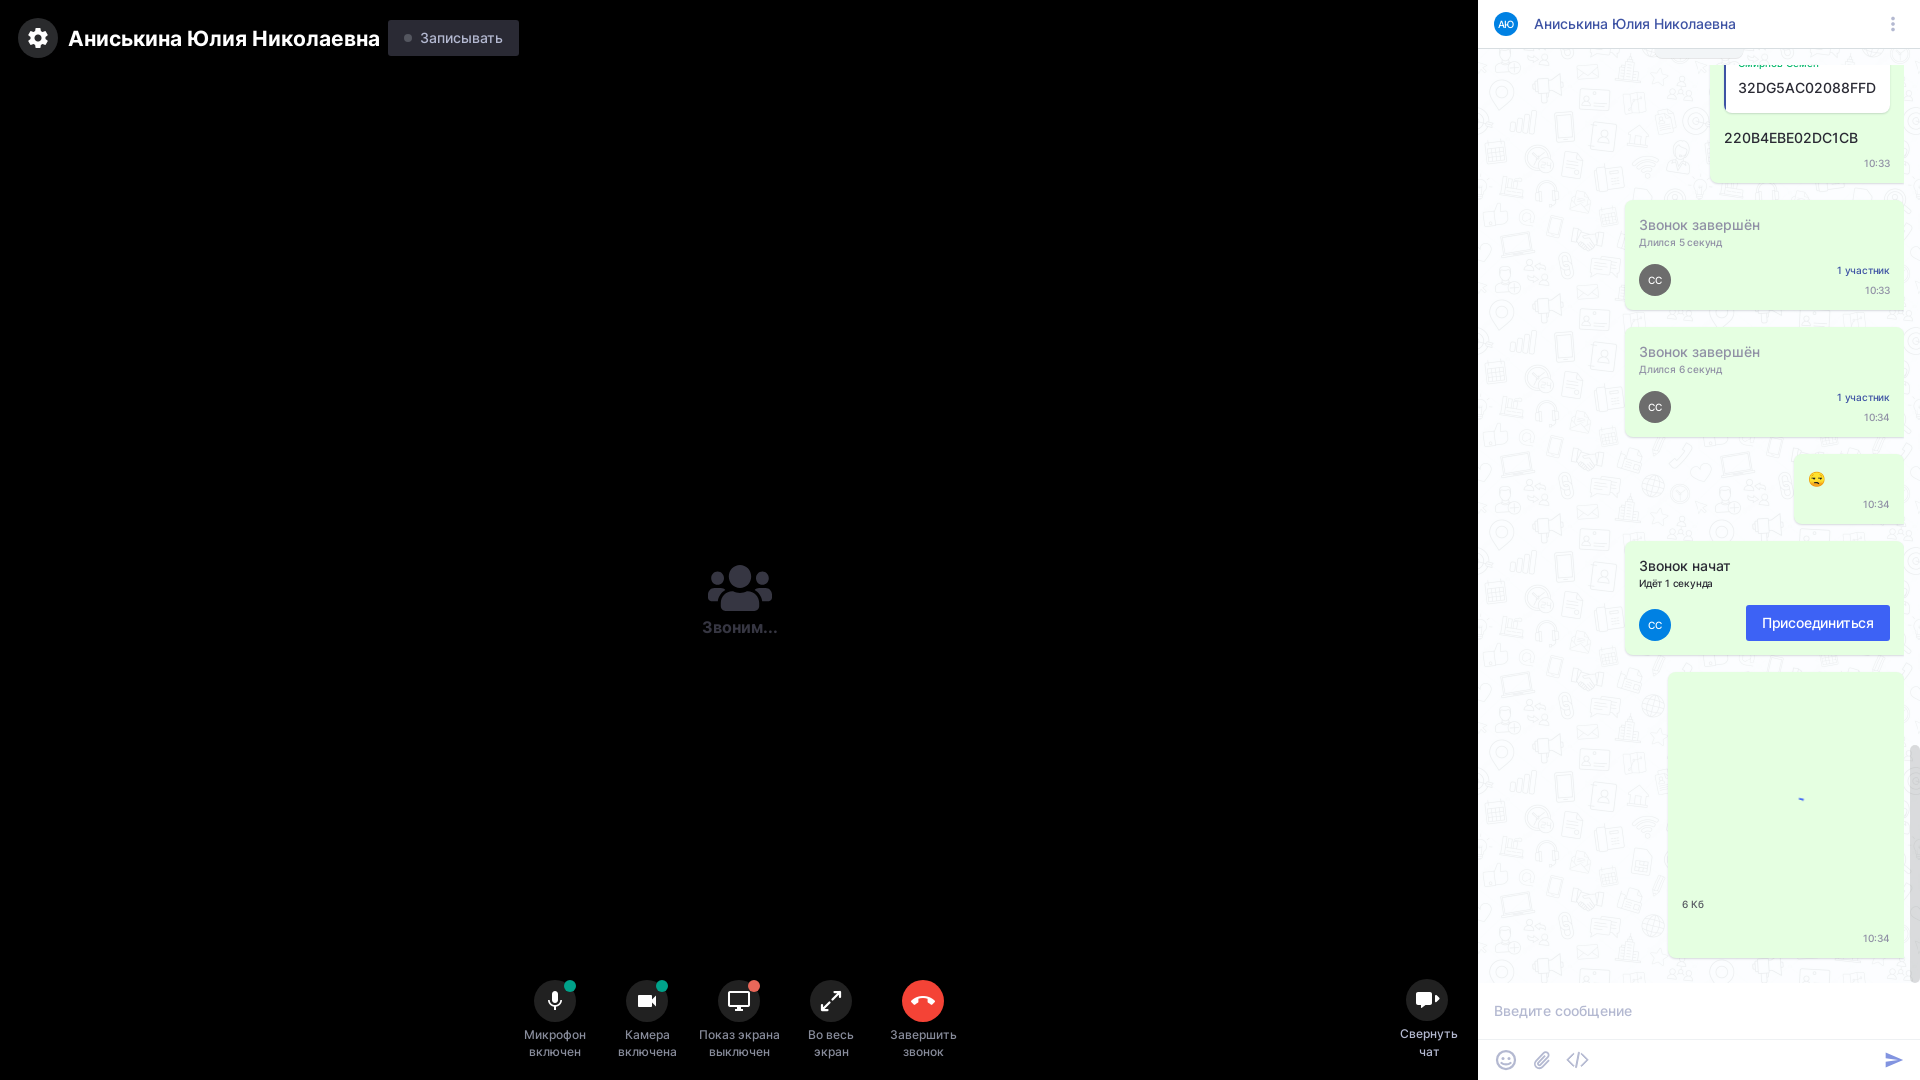 Аниськина Юлия Николаевна
Записывать
Звоним...
Микрофон включен
Камера включена
Показ экрана выключен
Во весь экран
Завершить звонок
Свернуть чат
АЮ
Аниськина Юлия Николаевна
Смирнов Семен
32DG5AC02088FFD
220B4EBE02DC1CB
10:33
Звонок завершён
Длился 5 секунд
СС
1 участник
10:33
Звонок завершён
Длился 6 секунд
СС
1 участник
10:34
10:34
Звонок начат
Идёт 1 секунда
СС
Присоединиться
6 Кб
10:34
Введите сообщение